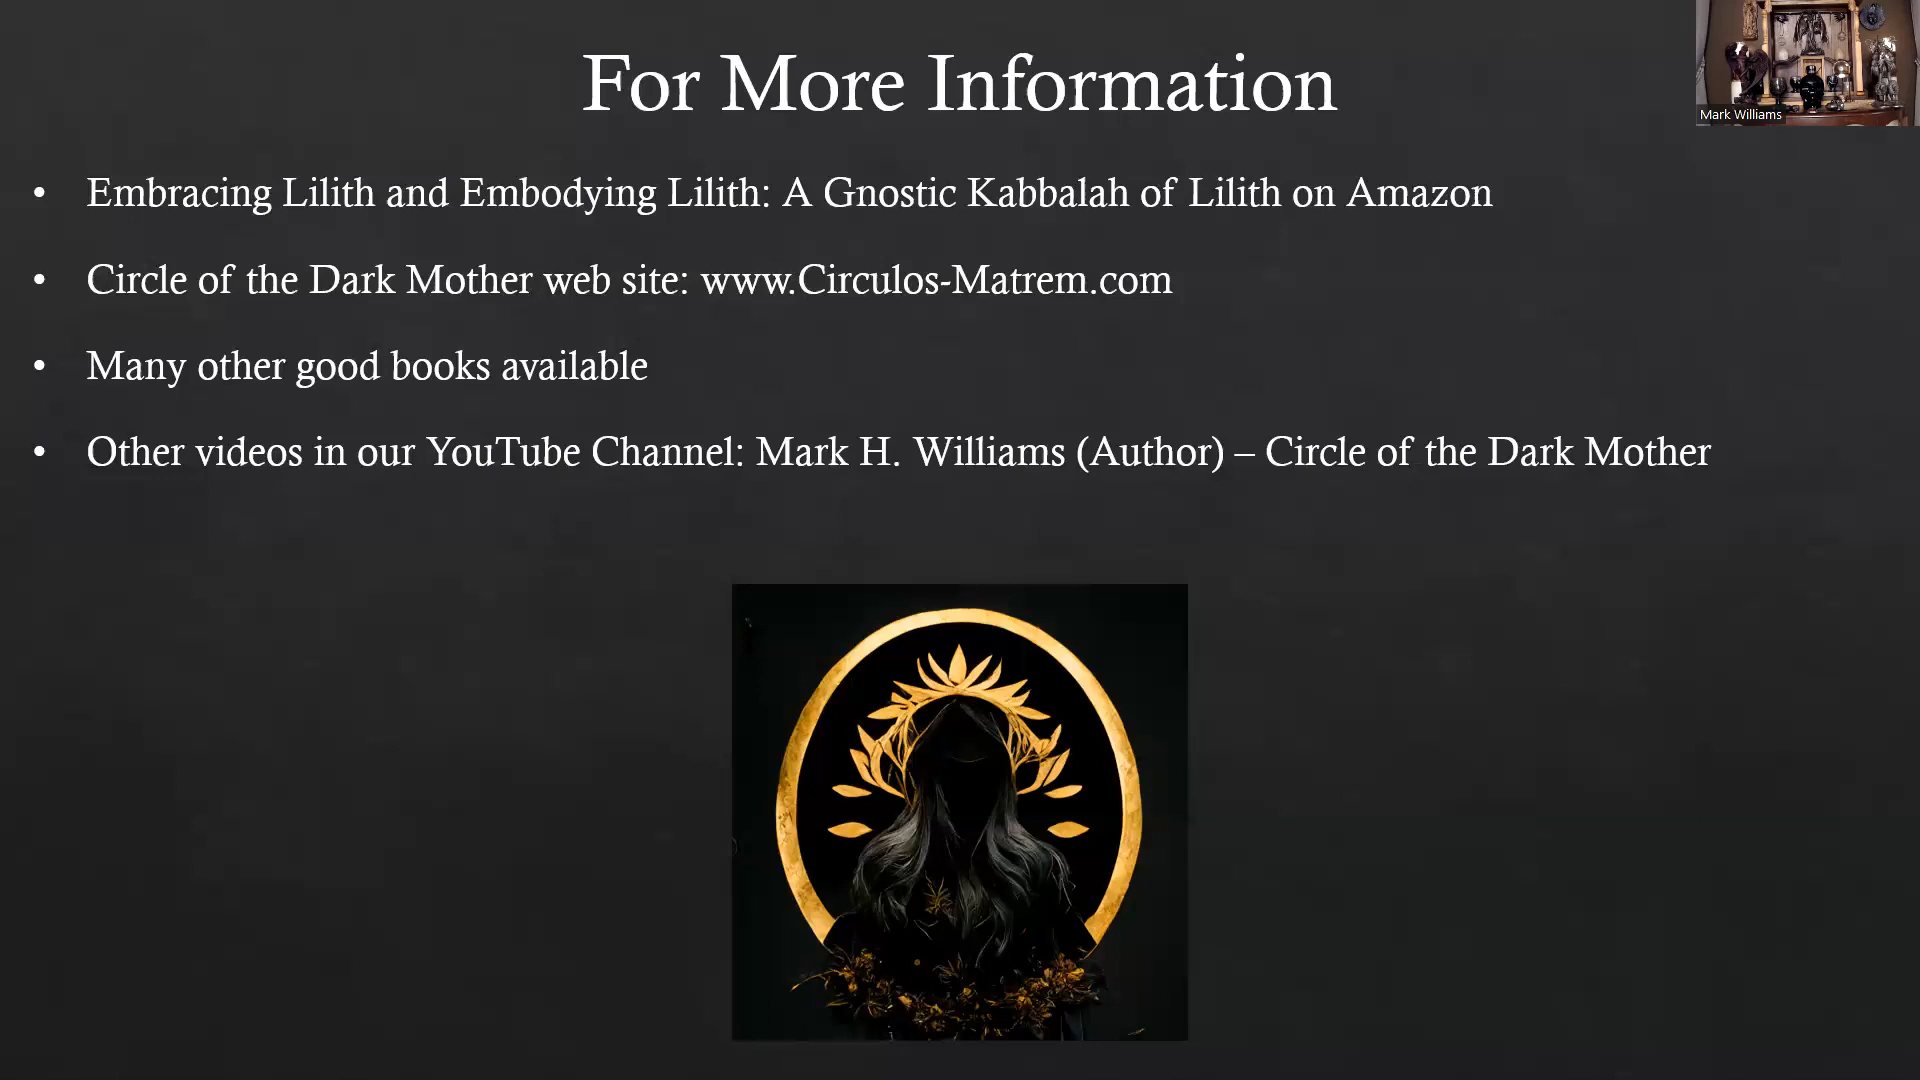 For More Information
Mark Williams
• Embracing Lilith and Embodying Lilith: A Gnostic Kabbalah of Lilith on Amazon
• Circle of the Dark Mother web site: www.Circulos-Matrem.com
• Many other good books available
• Other videos in our YouTube Channel: Mark H. Williams (Author) – Circle of the Dark Mother